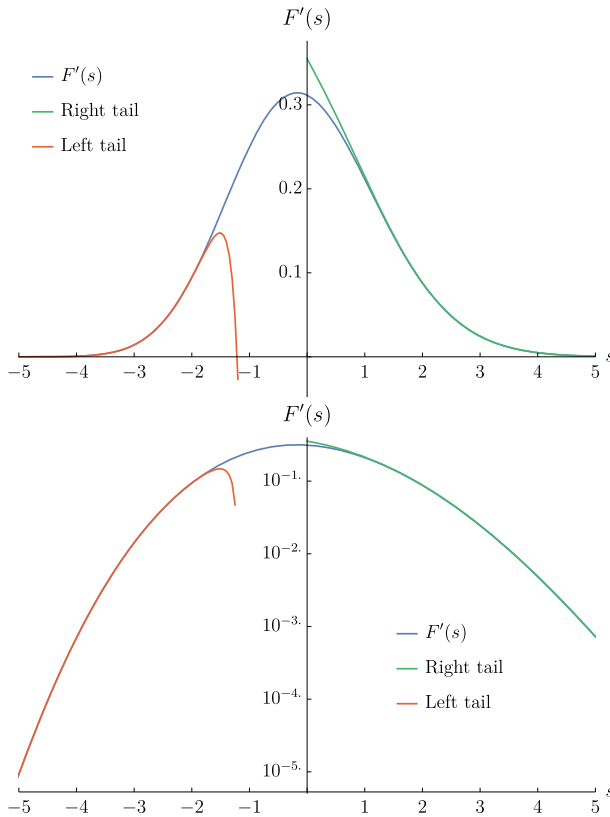 F′(s)
0.3
F′(s)
Right tail
Left tail
0.2
0.1
−5 −4 −3 −2 −1 1 2 3 4 5 s
F′(s)
10^{−1.}
10^{−2.}
10^{−3.}
F′(s)
Right tail
10^{−4.}
Left tail
10^{−5.}
−5 −4 −3 −2 −1 1 2 3 4 5 s